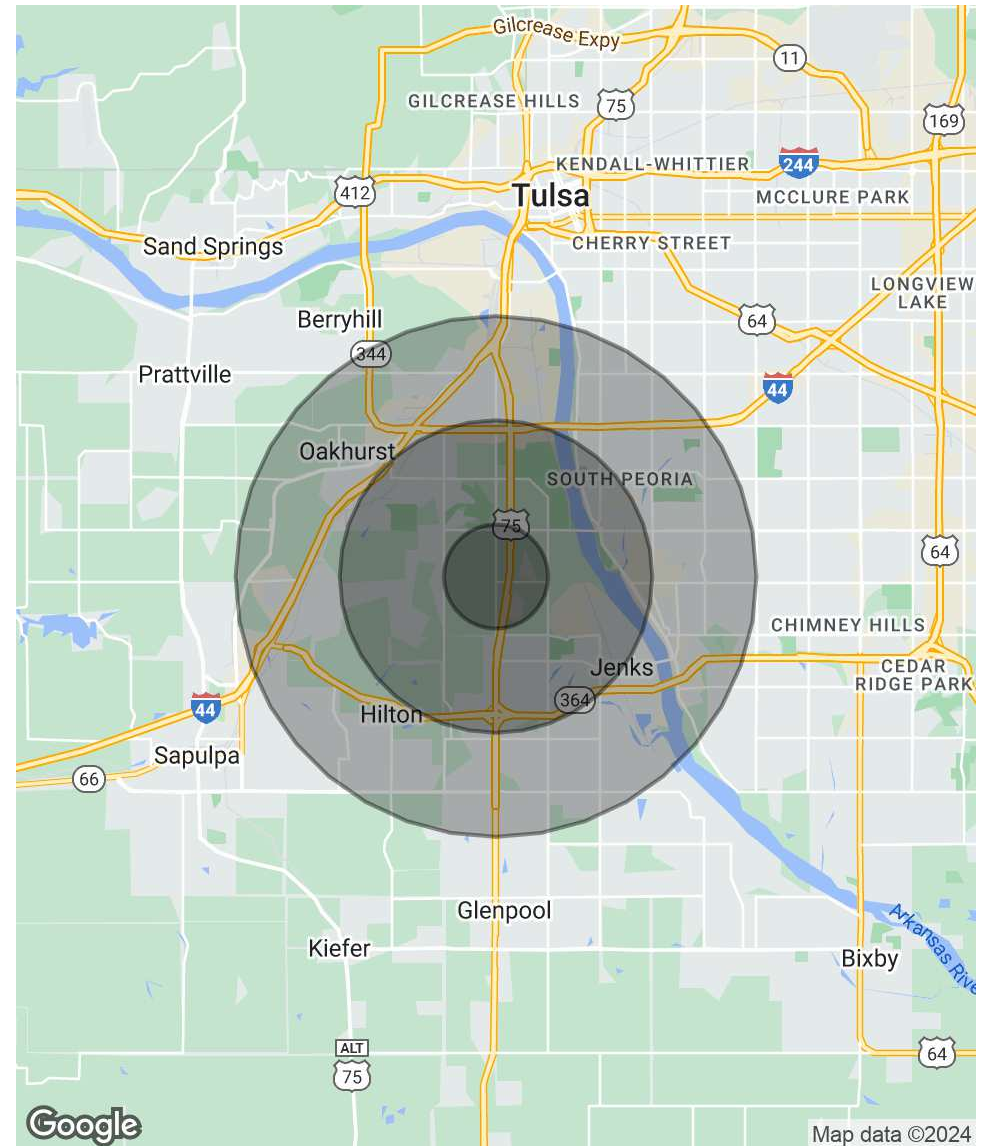 Gilcrease Expy
11
GILCREASE HILLS
75
169
KENDALL-WHITTIER
244
412
Tulsa
MCCLURE PARK
Sand Springs
CHERRY STREET
LONGVIEW
LAKE
Berryhill
64
344
Prattville
44
Oakhurst
SOUTH PEORIA
75
64
CHIMNEY HILLS
Jenks
CEDAR
RIDGE PARK
364
44
Hilton
Sapulpa
66
Glenpool
Arkansas Rive
Kiefer
Bixby
ALT
75
64
Google
Map data ©2024